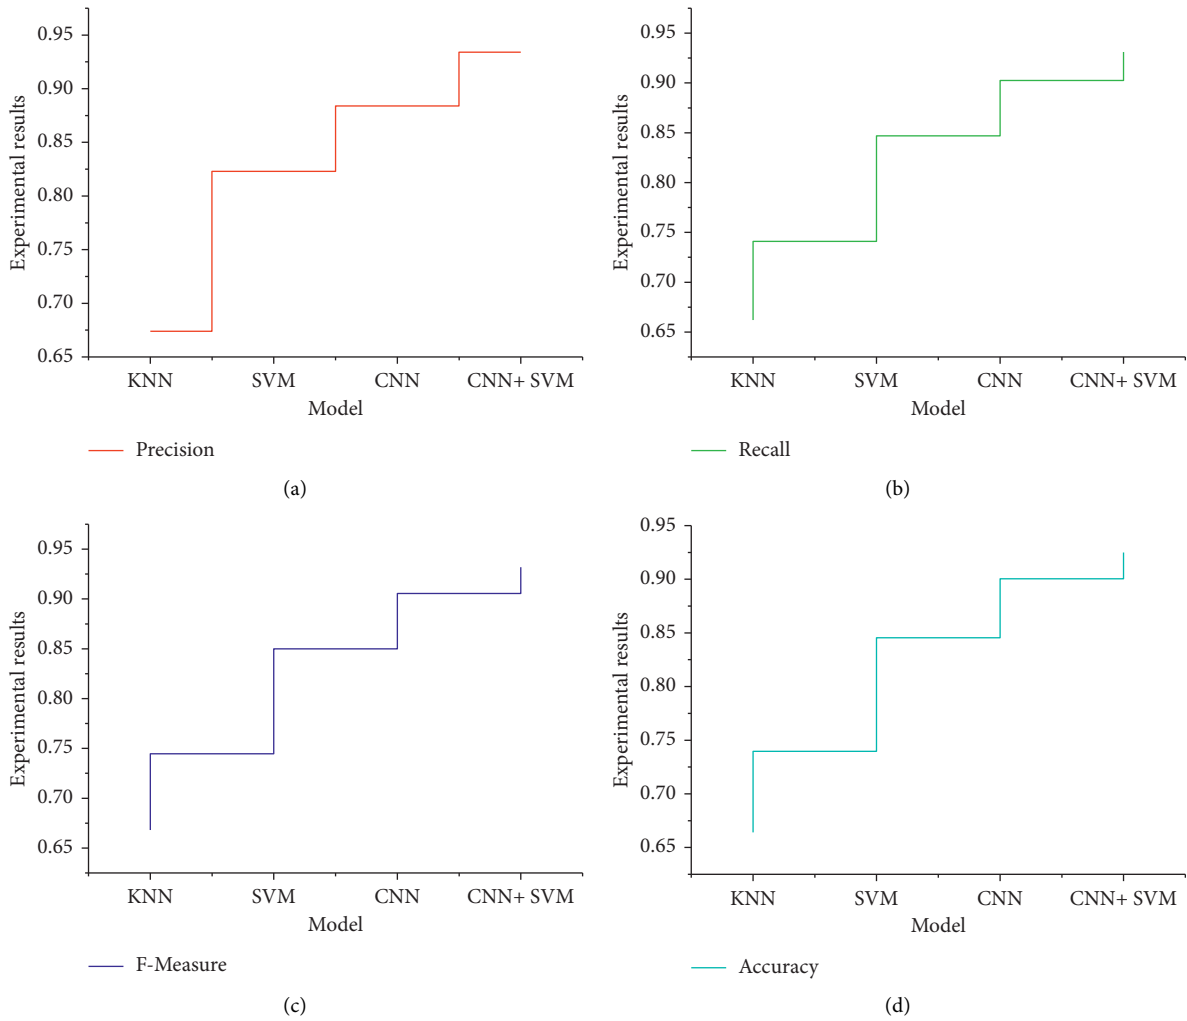 Experimental results
0.95
0.90
0.85
0.80
0.75
0.70
0.65
KNN SVM CNN CNN+ SVM
Model
Precision
(a)
Experimental results
0.95
0.90
0.85
0.80
0.75
0.70
0.65
KNN SVM CNN CNN+ SVM
Model
Recall
(b)
Experimental results
0.95
0.90
0.85
0.80
0.75
0.70
0.65
KNN SVM CNN CNN+ SVM
Model
F-Measure
(c)
Experimental results
0.95
0.90
0.85
0.80
0.75
0.70
0.65
KNN SVM CNN CNN+ SVM
Model
Accuracy
(d)